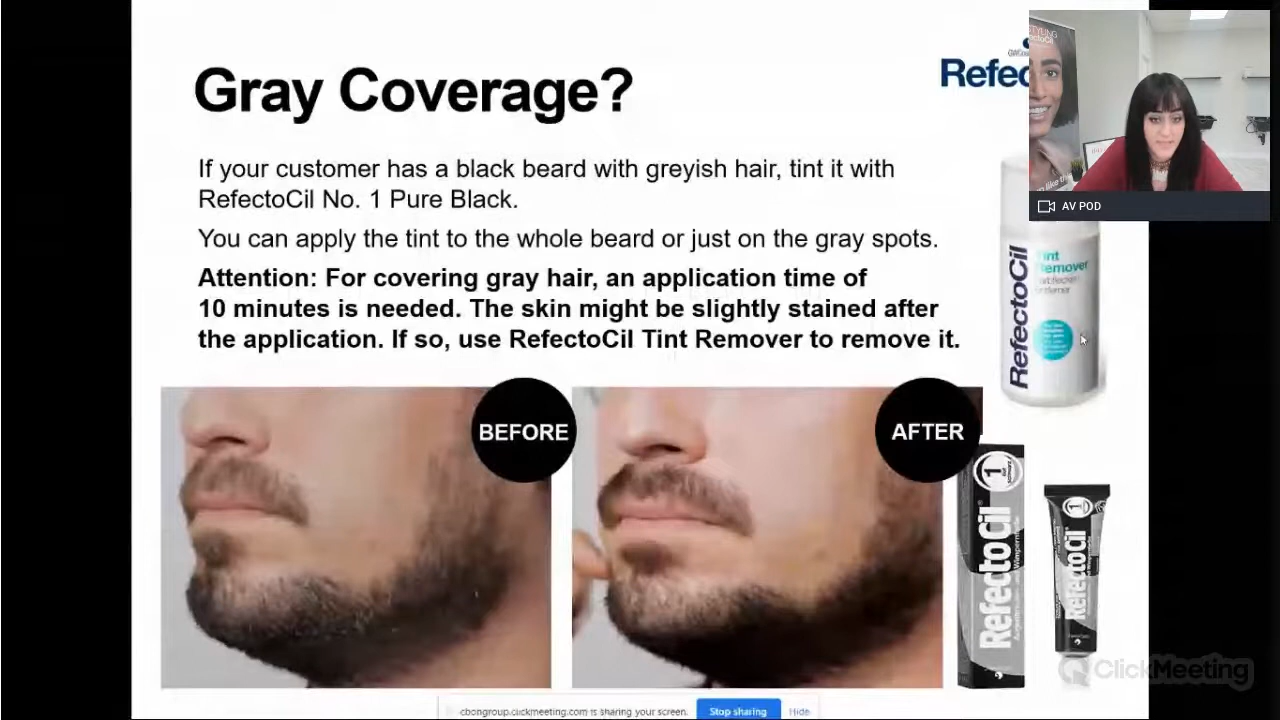 Gray Coverage?
If your customer has a black beard with greyish hair, tint it with
RefectoCil No. 1 Pure Black.
You can apply the tint to the whole beard or just on the gray spots.
Attention: For covering gray hair, an application time of
10 minutes is needed. The skin might be slightly stained after
the application. If so, use RefectoCil Tint Remover to remove it.
BEFORE
AFTER
AV POD
RefectoCil
Tint
Remover
RefectoCil
1
RefectoCil
1
ClickMeeting
cbongroup.clickmeeting.com is sharing your screen.
Stop sharing
Hide